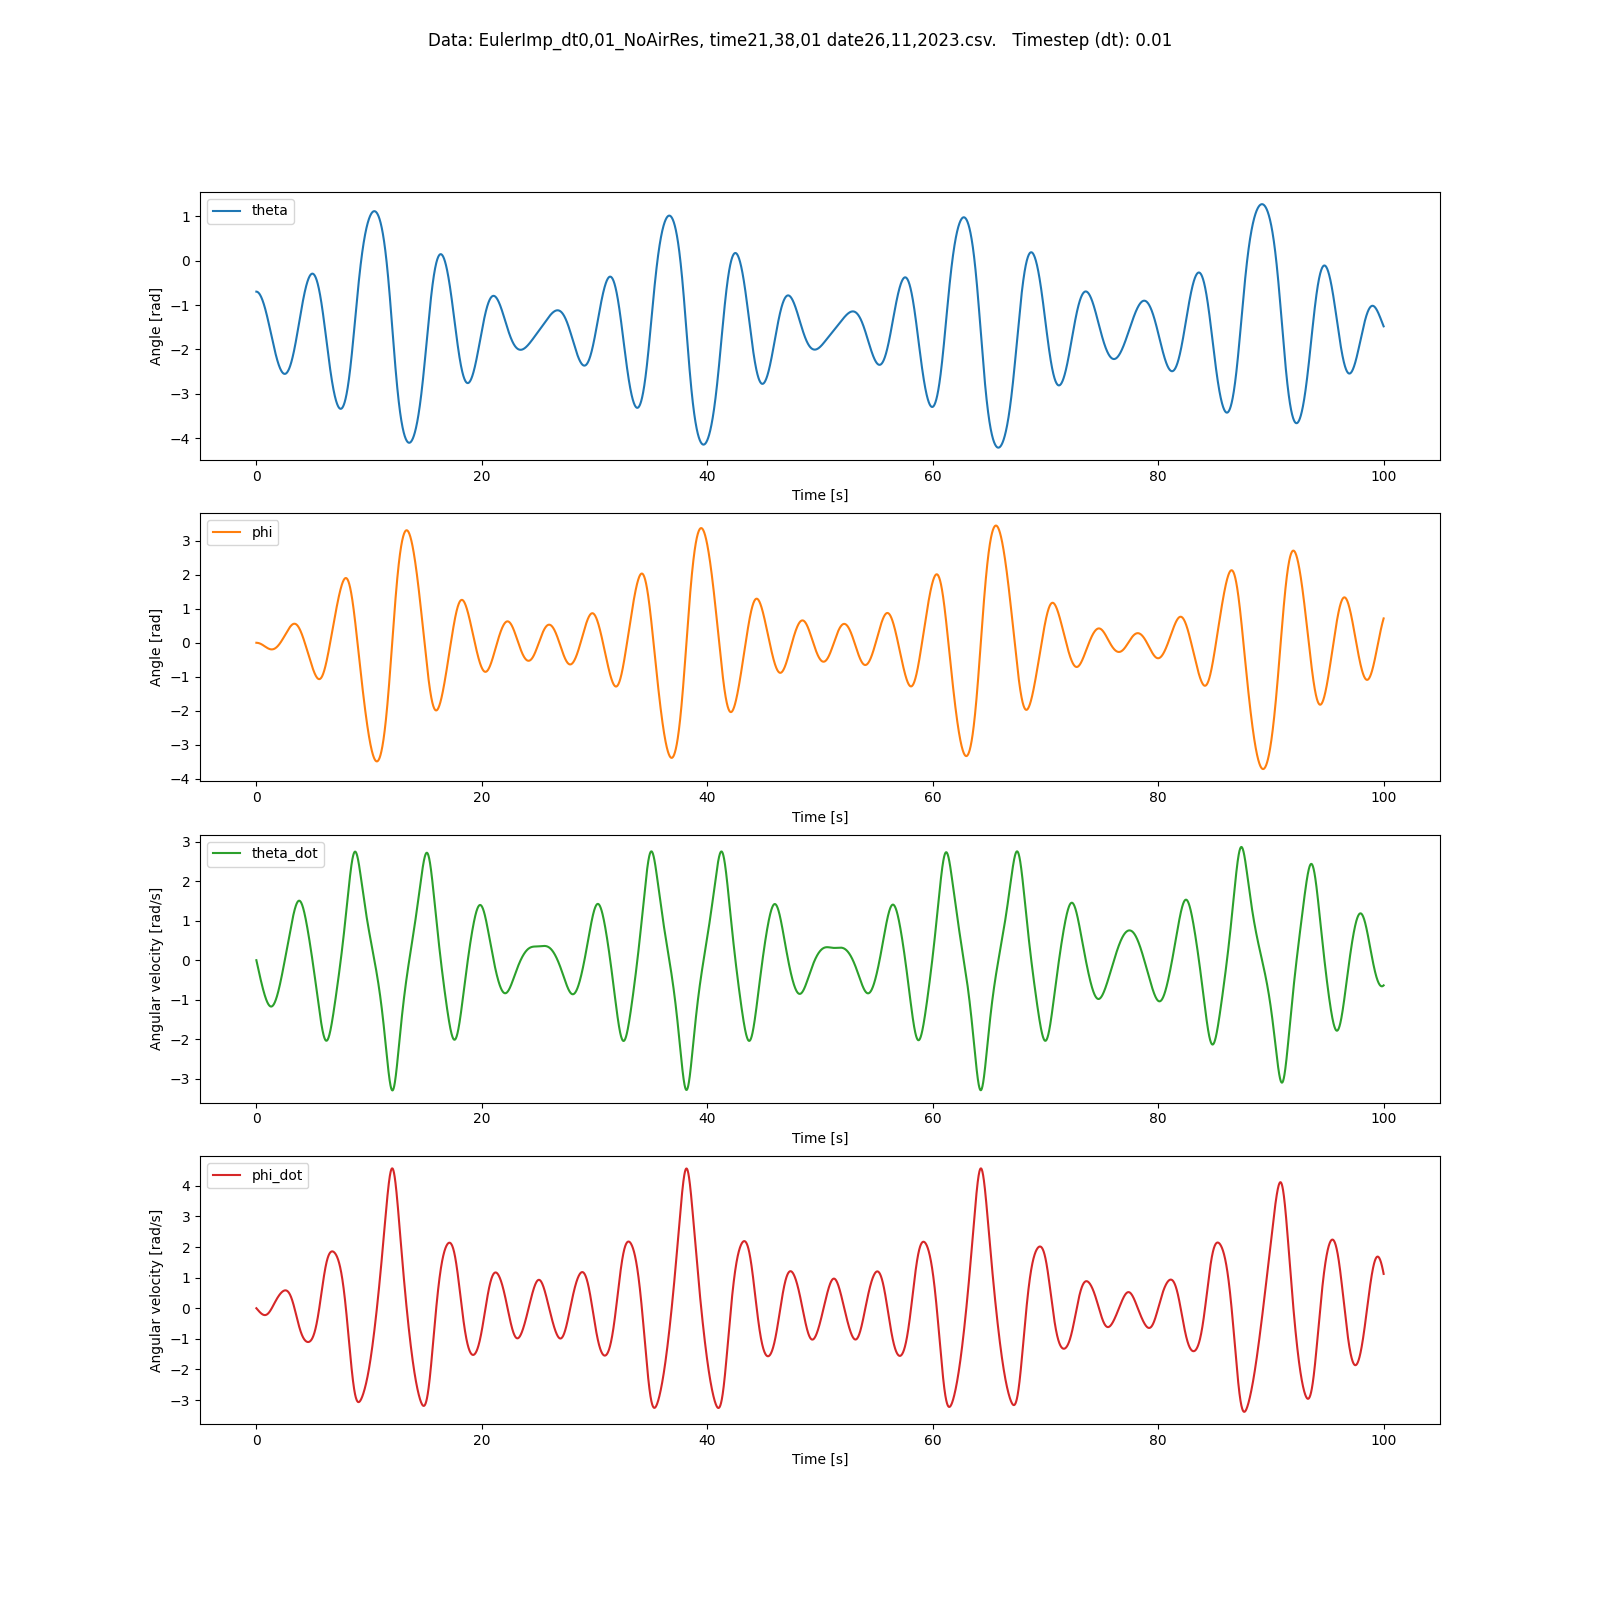 Data: EulerImp_dt0,01_NoAirRes, time21,38,01 date26,11,2023.csv.   Timestep (dt): 0.01
theta
1
0
−1
−2
−3
−4
Angle [rad]
0 20 40 60 80 100
Time [s]
phi
3
2
1
0
−1
−2
−3
−4
Angle [rad]
0 20 40 60 80 100
Time [s]
theta_dot
3
2
1
0
−1
−2
−3
Angular velocity [rad/s]
0 20 40 60 80 100
Time [s]
phi_dot
4
3
2
1
0
−1
−2
−3
Angular velocity [rad/s]
0 20 40 60 80 100
Time [s]